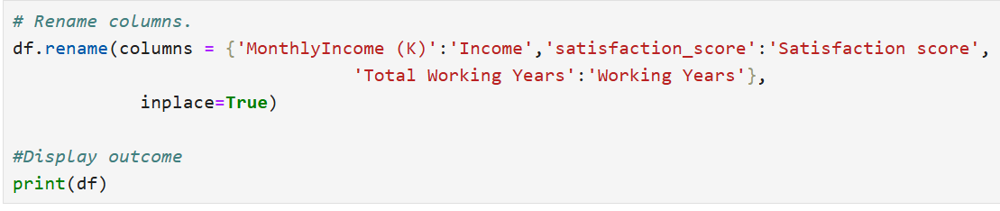 # Rename columns.
df.rename(columns = {'MonthlyIncome (K)':'Income','satisfaction_score':'Satisfaction score',
'Total Working Years':'Working Years'},
inplace=True)
#Display outcome
print(df)